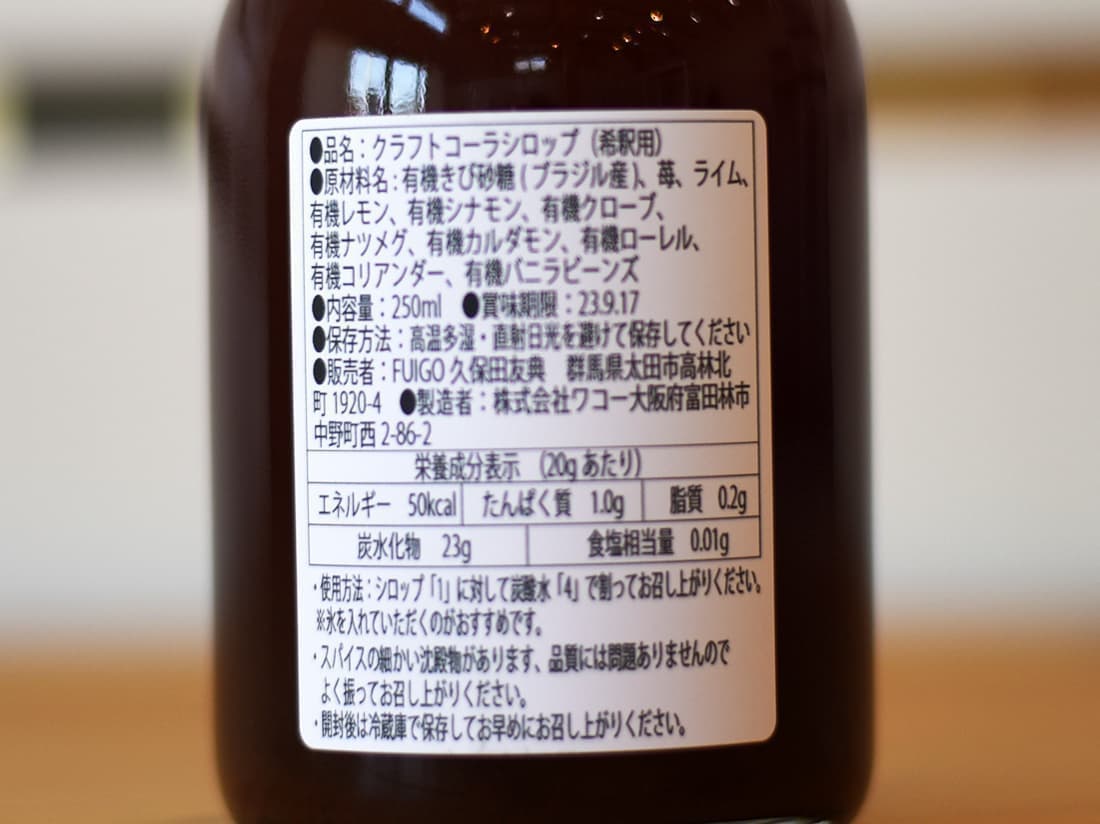 ●品名：クラフトコーラシロップ（希釈用）
●原材料名：有機きび砂糖（ブラジル産）、苺、ライム、
有機レモン、有機シナモン、有機クローブ、
有機ナツメグ、有機カルダモン、有機ローレル、
有機コリアンダー、有機バニラビーンズ
●内容量：250ml　●賞味期限：23.9.17
●保存方法：高温多湿・直射日光を避けて保存してください
●販売者：FUIGO 久保田友典　群馬県太田市高林北
町 1920-4　●製造者：株式会社ワコー大阪府富田林市
中野町西 2-86-2
栄養成分表示　（20g あたり）
エネルギー　50kcal　たんぱく質　1.0g　脂質　0.2g
炭水化物　23g　食塩相当量　0.01g
・使用方法：シロップ「1」に対して炭酸水「4」で割ってお召し上がりください。
※氷を入れていただくのがおすすめです。
・スパイスの細かい沈殿物があります、品質には問題ありませんので
よく振ってお召し上がりください。
・開封後は冷蔵庫で保存してお早めにお召し上がりください。